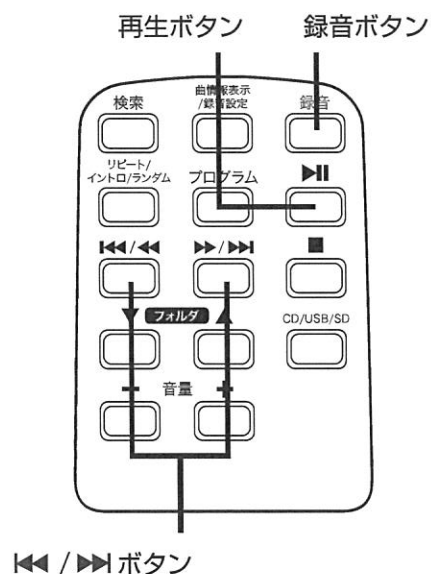 再生ボタン 録音ボタン
検索 曲情報表示 録音
/録音設定
リピート/ プログラム ▶II
イントロ/ランダム
I◀◀/◀◀ ▶▶/▶▶I ■
▼ フォルダ ▲ CD/USB/SD
− 音量 +
I◀◀ / ▶▶I ボタン